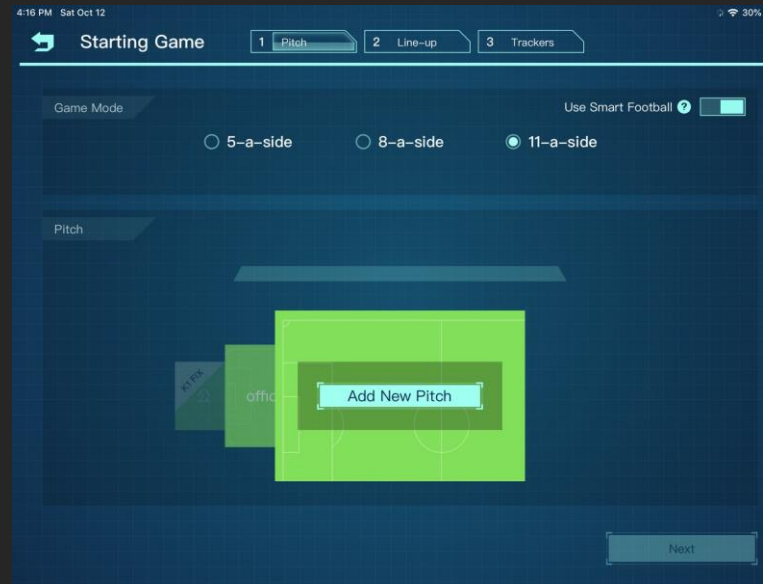 4:16 PM Sat Oct 12 30%
Starting Game 1 Pitch 2 Line-up 3 Trackers
Game Mode Use Smart Football ?
5-a-side 8-a-side 11-a-side
Pitch
Add New Pitch
Next